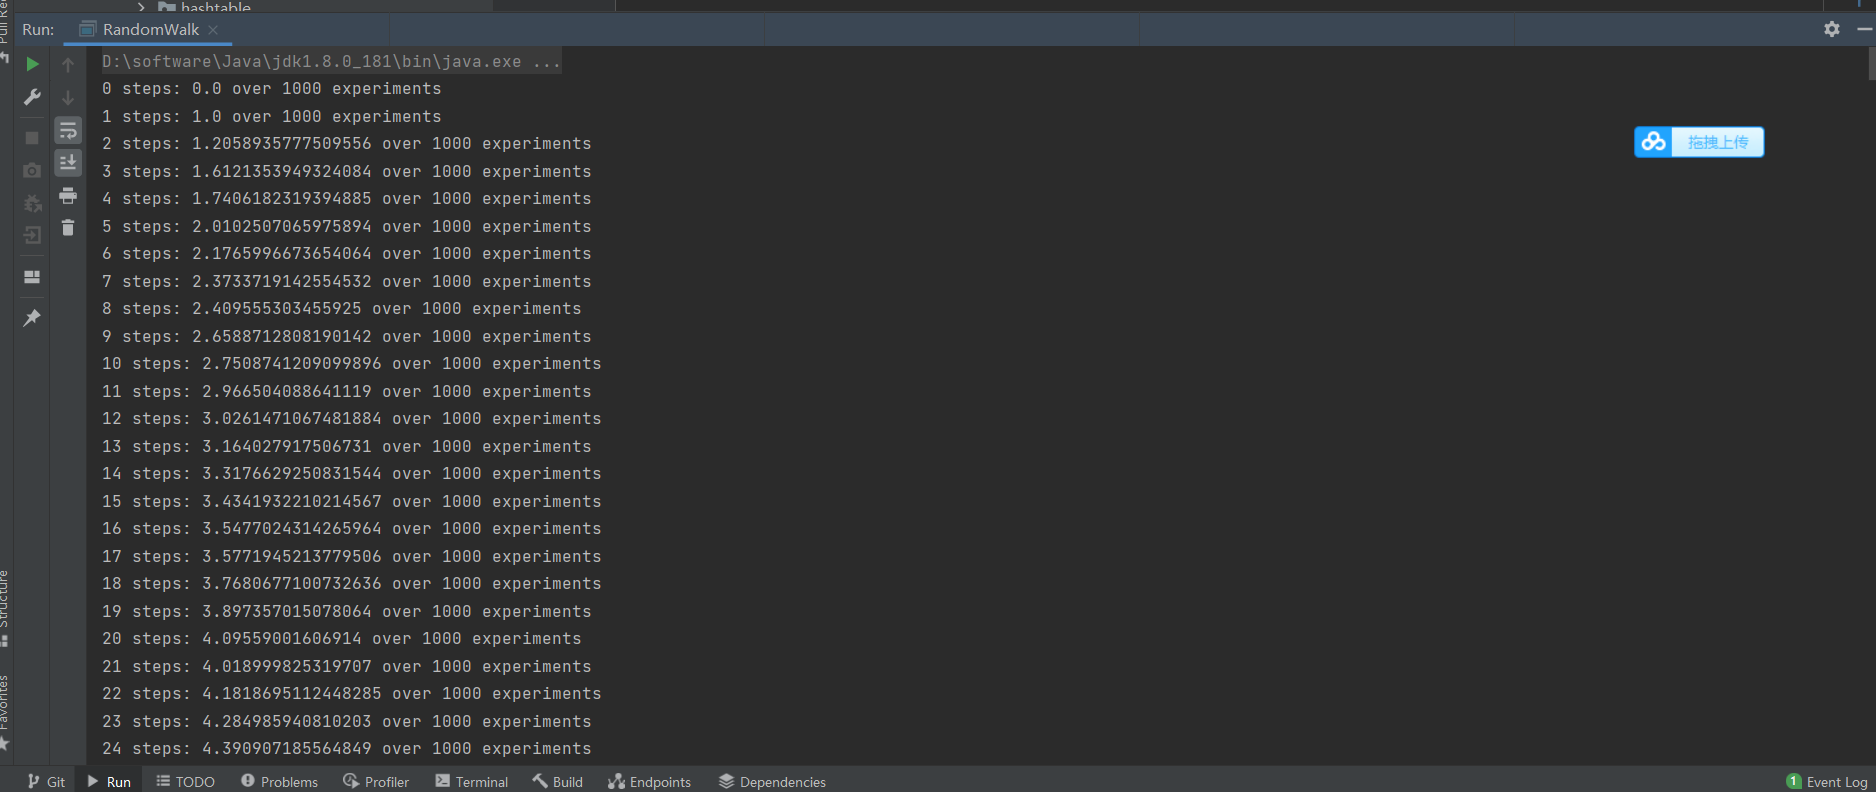 hashtable
Pull Re
Run: RandomWalk
D:\software\Java\jdk1.8.0_181\bin\java.exe ...
0 steps: 0.0 over 1000 experiments
1 steps: 1.0 over 1000 experiments
2 steps: 1.2058935777509556 over 1000 experiments
拖拽上传
3 steps: 1.6121353949324084 over 1000 experiments
4 steps: 1.7406182319394885 over 1000 experiments
5 steps: 2.0102507065975894 over 1000 experiments
6 steps: 2.1765996673654064 over 1000 experiments
7 steps: 2.3733719142554532 over 1000 experiments
8 steps: 2.409555303455925 over 1000 experiments
9 steps: 2.6588712808190142 over 1000 experiments
10 steps: 2.7508741209099896 over 1000 experiments
11 steps: 2.966504088641119 over 1000 experiments
12 steps: 3.0261471067481884 over 1000 experiments
13 steps: 3.164027917506731 over 1000 experiments
14 steps: 3.3176629250831544 over 1000 experiments
15 steps: 3.4341932210214567 over 1000 experiments
16 steps: 3.5477024314265964 over 1000 experiments
17 steps: 3.5771945213779506 over 1000 experiments
18 steps: 3.7680677100732636 over 1000 experiments
19 steps: 3.897357015078064 over 1000 experiments
20 steps: 4.09559001606914 over 1000 experiments
21 steps: 4.018999825319707 over 1000 experiments
22 steps: 4.1818695112448285 over 1000 experiments
23 steps: 4.284985940810203 over 1000 experiments
24 steps: 4.390907185564849 over 1000 experiments
Structure
Favorites
Git Run TODO Problems Profiler Terminal Build Endpoints Dependencies 1 Event Log